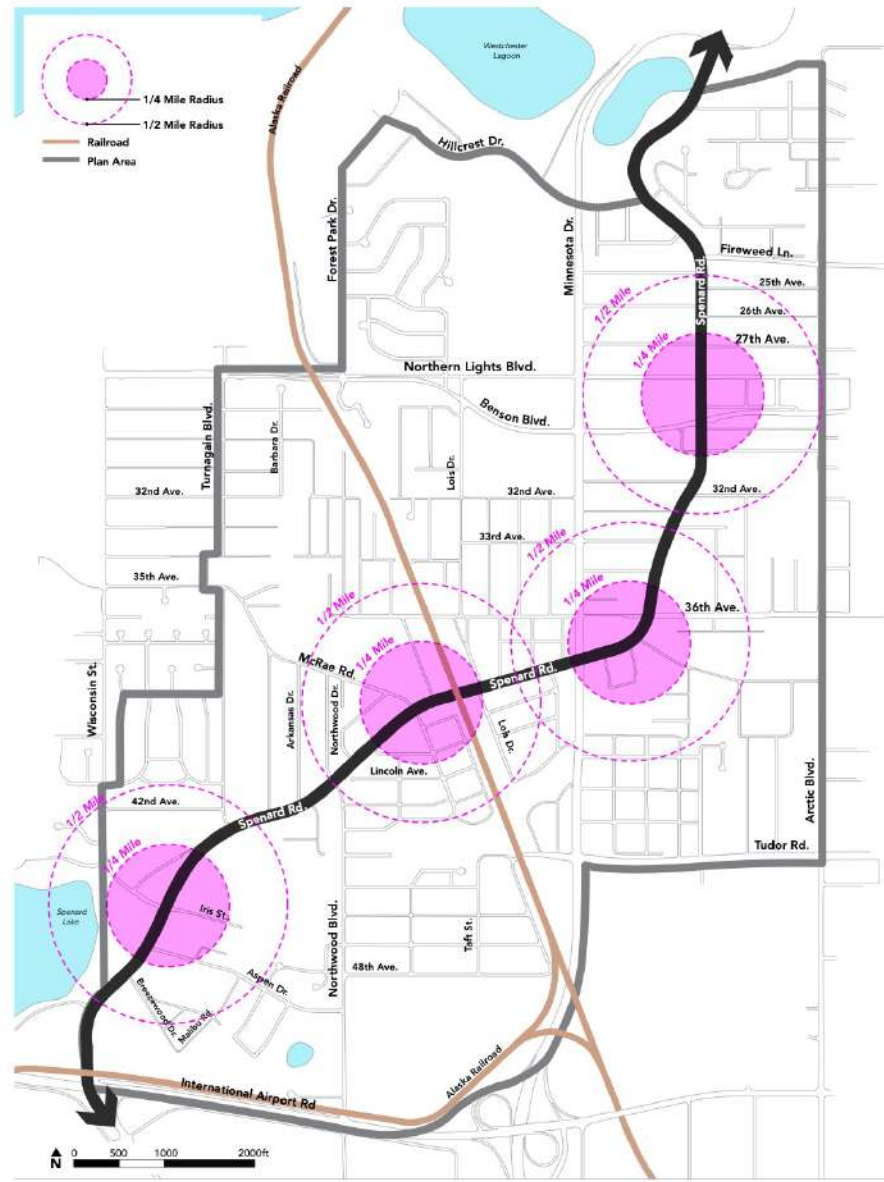 Westchester
Lagoon
1/4 Mile Radius
1/2 Mile Radius
Railroad
Plan Area
Alaska Railroad
Hillcrest Dr.
Forest Park Dr.
Minnesota Dr.
Fireweed Ln.
Spenard Rd.
25th Ave.
26th Ave.
27th Ave.
1/2 Mile
1/4 Mile
Northern Lights Blvd.
Benson Blvd.
Turnagain Blvd.
Barbara Dr.
Lois Dr.
32nd Ave.
32nd Ave.
32nd Ave.
33rd Ave.
1/2 Mile
35th Ave.
1/4 Mile
36th Ave.
1/2 Mile
1/4 Mile
McRae Rd.
Spenard Rd.
Wisconsin St.
Arkansas Dr.
Northwood Dr.
Lois Dr.
Lincoln Ave.
Arctic Blvd.
1/2 Mile
42nd Ave.
Spenard Rd.
Tudor Rd.
1/4 Mile
Spenard
Lake
Iris St.
Northwood Blvd.
Taft St.
48th Ave.
Aspen Dr.
Breezewood Dr.
Malibu Rd.
Alaska Railroad
International Airport Rd
N
0 500 1000 2000ft